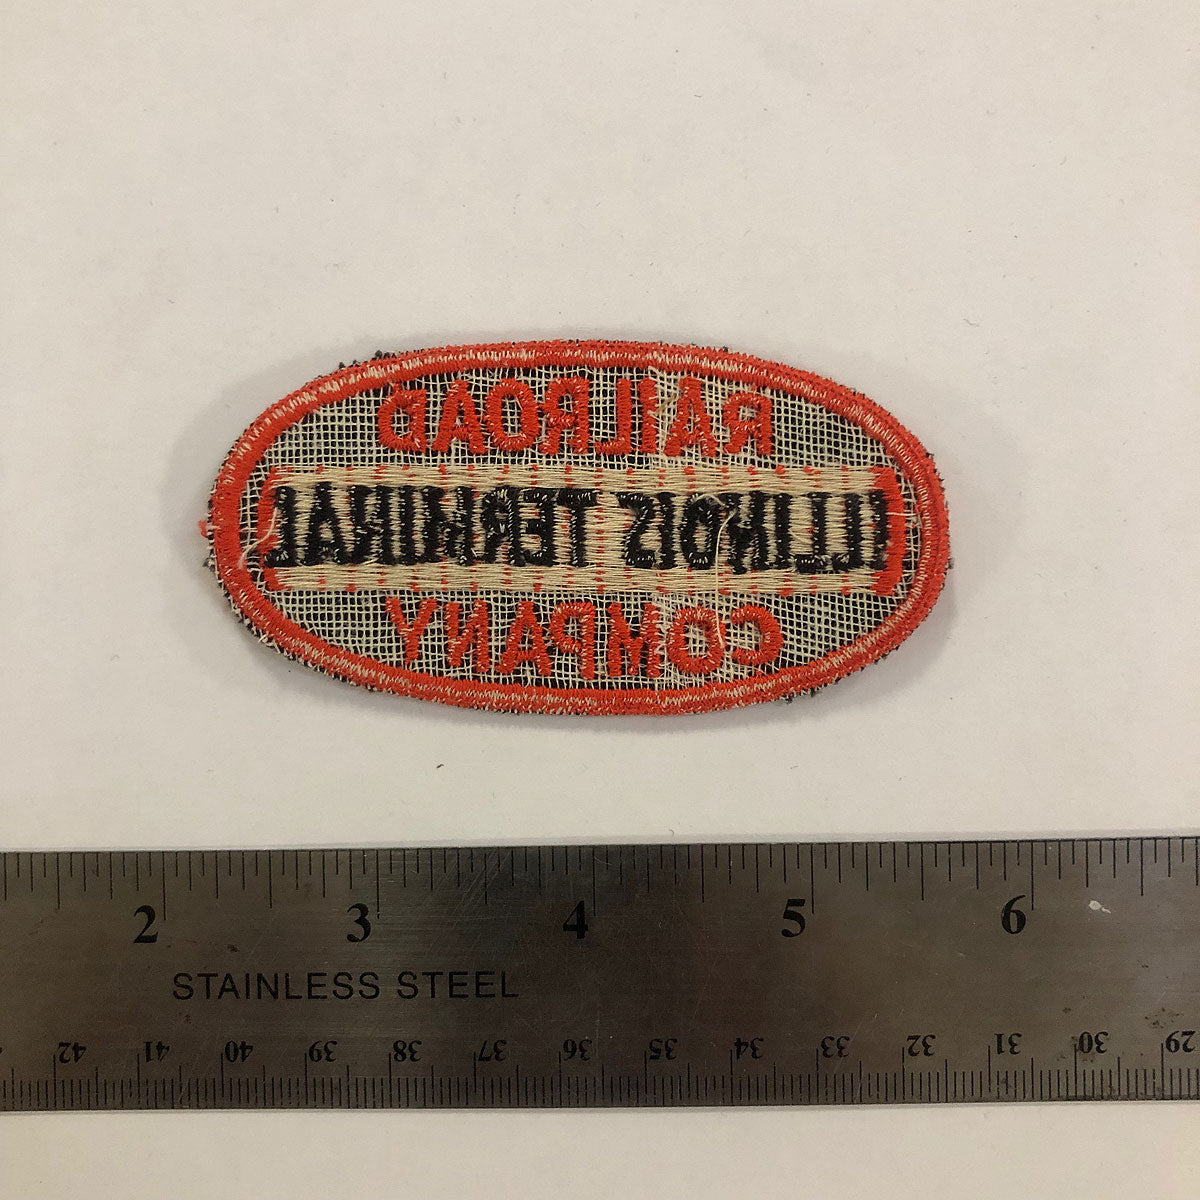 RAILROAD
ILLINOIS TERMINAL
COMPANY
2 3 4 5 6
STAINLESS STEEL
42 41 40 39 38 37 36 35 34 33 32 31 30 29